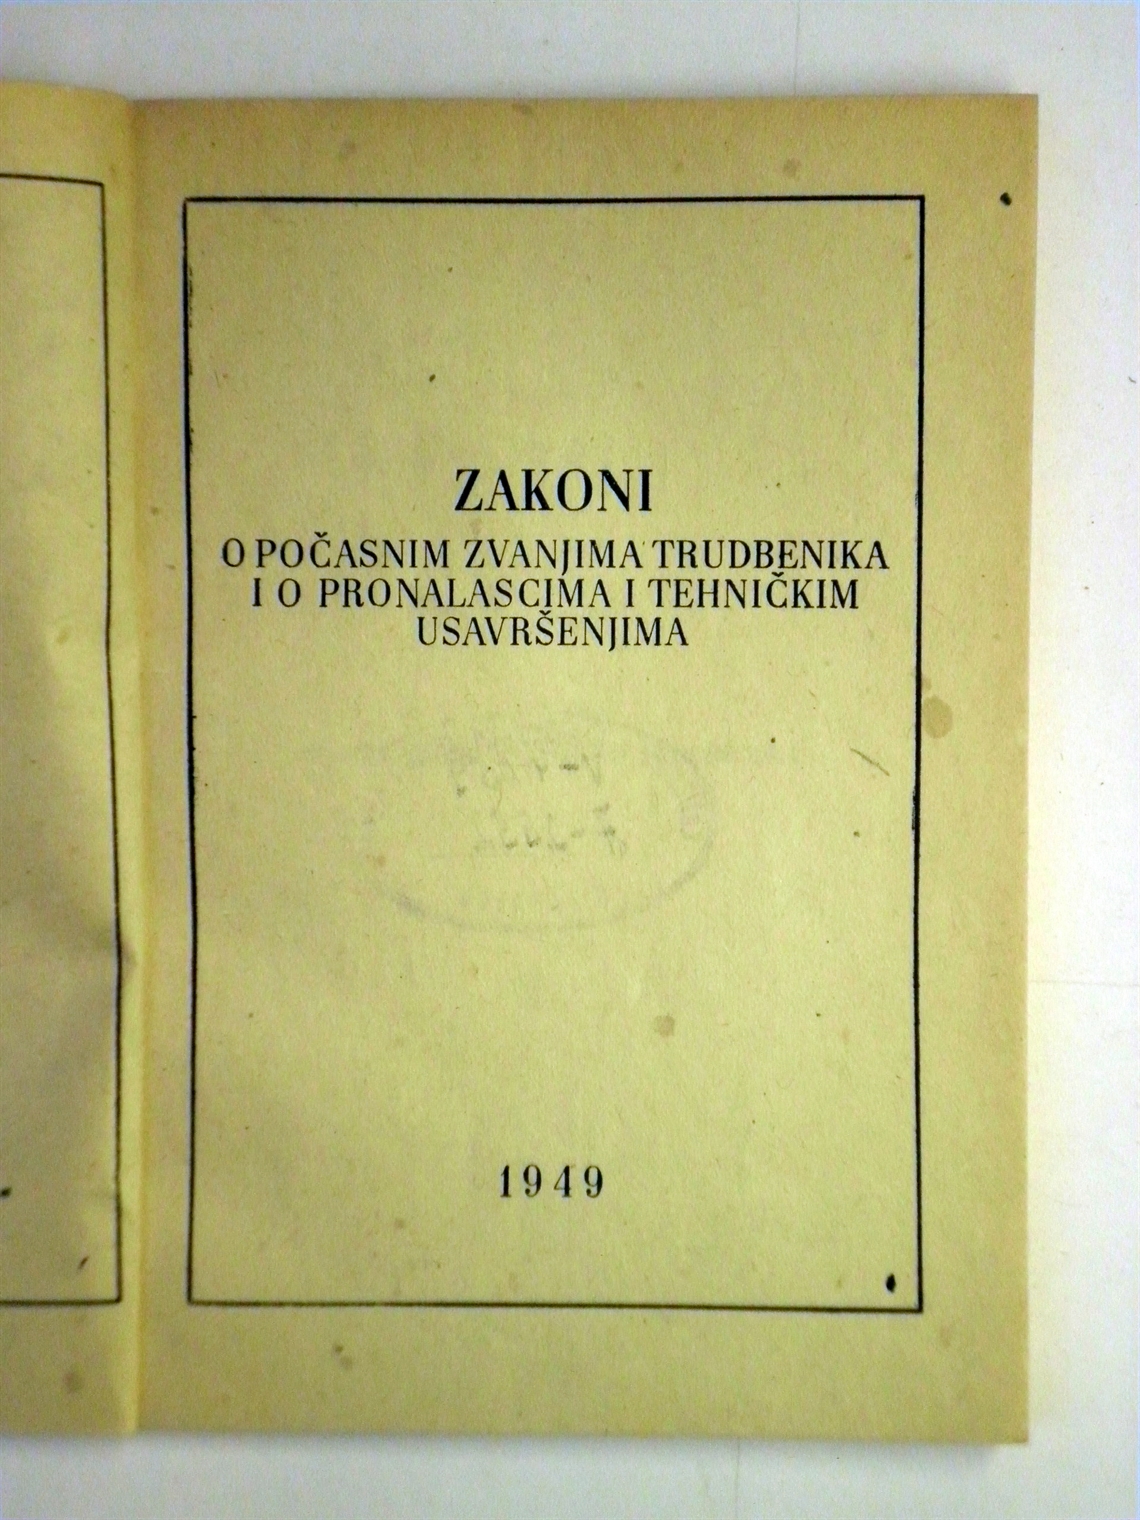 ZAKONI
O POČASNIM ZVANJIMA TRUDBENIKA
I O PRONALASCIMA I TEHNIČKIM
USAVRŠENJIMA
1949